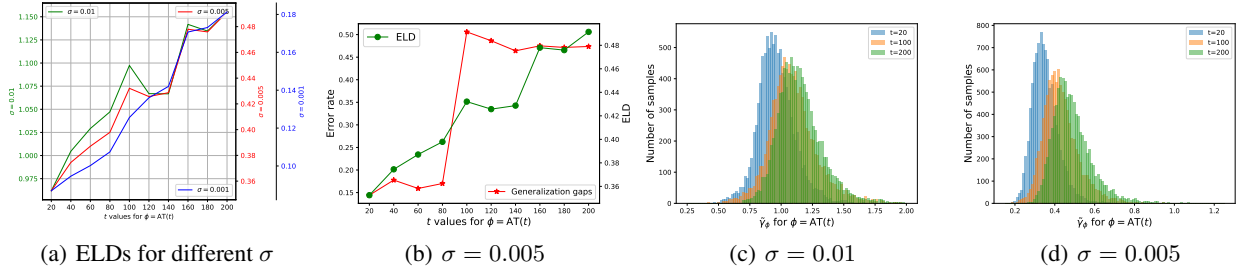 σ = 0.01
σ = 0.005
1.150
1.125
1.100
1.075
1.050
1.025
1.000
0.975
σ=0.01
0.48
0.46
0.44
0.42
0.40
0.38
0.36
σ=0.005
0.18
0.16
0.14
0.12
0.10
σ=0.001
σ = 0.001
20 40 60 80 100 120 140 160 180 200
t values for ϕ = AT(t)
(a) ELDs for different σ
ELD
Error rate
0.50
0.45
0.40
0.35
0.30
0.25
0.20
0.15
0.48
0.46
0.44
0.42
0.40
0.38
0.36
ELD
Generalization gaps
20 40 60 80 100 120 140 160 180 200
t values for ϕ = AT(t)
(b) σ = 0.005
t=20
t=100
t=200
Number of samples
500
400
300
200
100
0
0.25 0.50 0.75 1.00 1.25 1.50 1.75 2.00
γ̃ϕ for ϕ = AT(t)
(c) σ = 0.01
t=20
t=100
t=200
Number of samples
800
700
600
500
400
300
200
100
0
0.2 0.4 0.6 0.8 1.0 1.2
γ̃ϕ for ϕ = AT(t)
(d) σ = 0.005